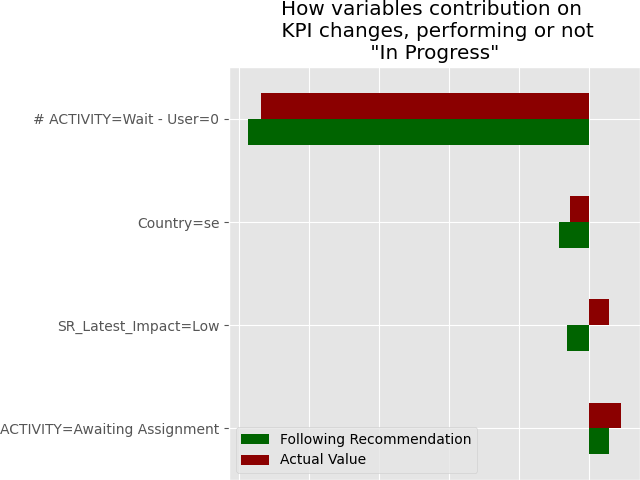 How variables contribution on
KPI changes, performing or not
"In Progress"
# ACTIVITY=Wait - User=0
Country=se
SR_Latest_Impact=Low
ACTIVITY=Awaiting Assignment
Following Recommendation
Actual Value